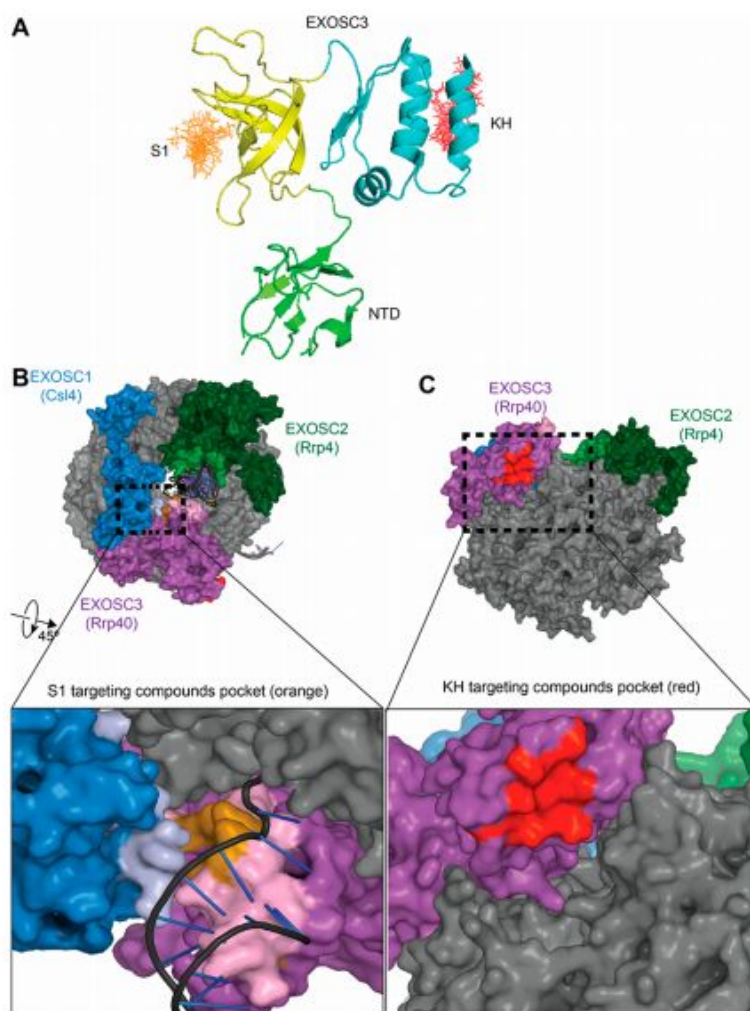 A
EXOSC3
S1
KH
NTD
B
EXOSC1
(Csl4)
EXOSC2
(Rrp4)
EXOSC3
(Rrp40)
45°
C
EXOSC3
(Rrp40)
EXOSC2
(Rrp4)
S1 targeting compounds pocket (orange)
KH targeting compounds pocket (red)